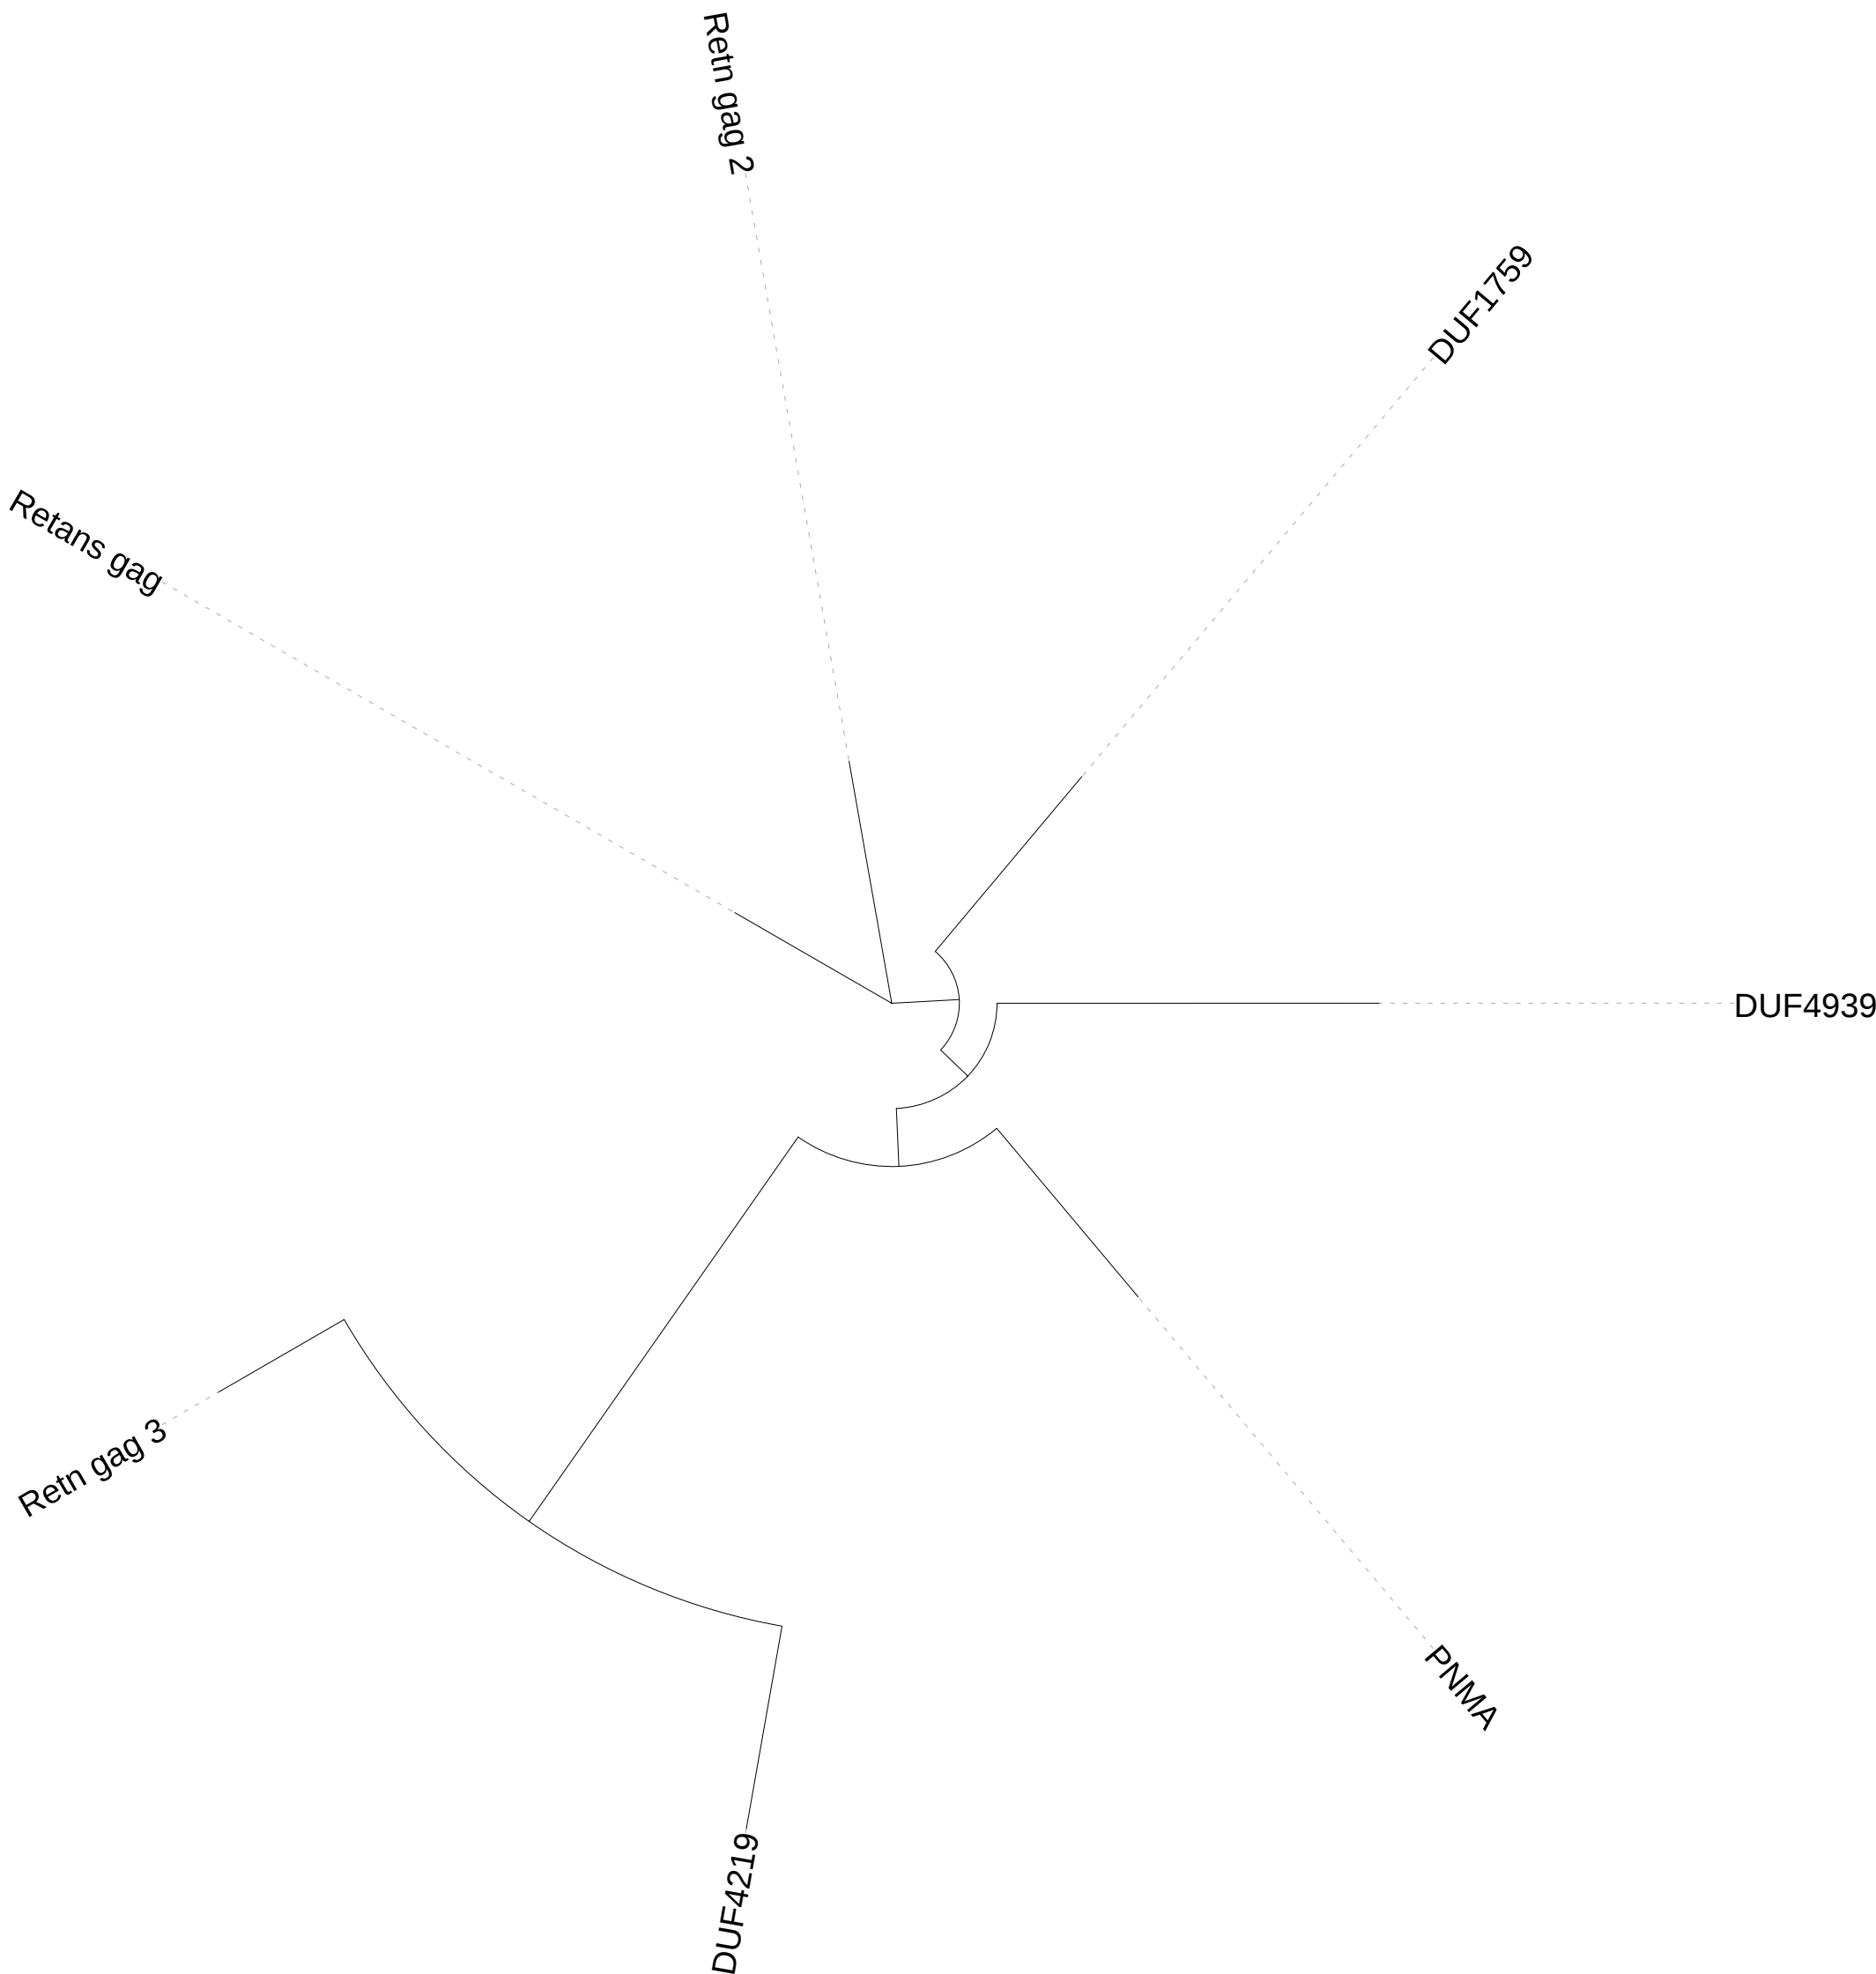 Retn gag 2
DUF1759
Retans gag
DUF4939
Retn gag 3
PNMA
DUF4219